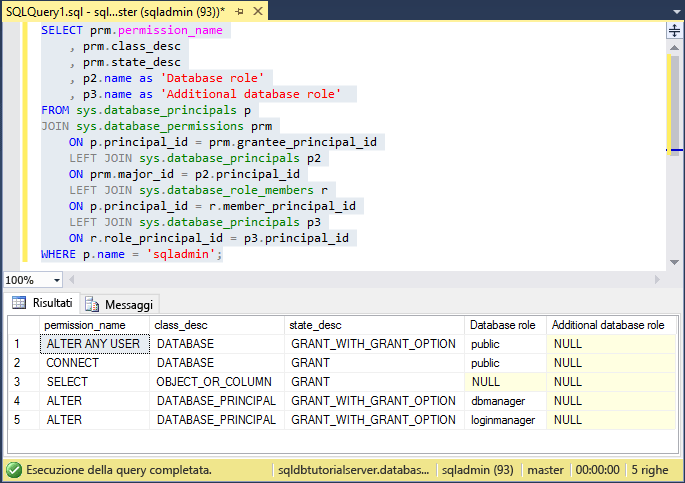 SQLQuery1.sql - sql...ster (sqladmin (93))*
SELECT prm.permission_name
, prm.class_desc
, prm.state_desc
, p2.name as 'Database role'
, p3.name as 'Additional database role'
FROM sys.database_principals p
JOIN sys.database_permissions prm
ON p.principal_id = prm.grantee_principal_id
LEFT JOIN sys.database_principals p2
ON prm.major_id = p2.principal_id
LEFT JOIN sys.database_role_members r
ON p.principal_id = r.member_principal_id
LEFT JOIN sys.database_principals p3
ON r.role_principal_id = p3.principal_id
WHERE p.name = 'sqladmin';
100%
Risultati Messaggi
permission_name class_desc state_desc Database role Additional database role
1 ALTER ANY USER DATABASE GRANT_WITH_GRANT_OPTION public NULL
2 CONNECT DATABASE GRANT public NULL
3 SELECT OBJECT_OR_COLUMN GRANT NULL NULL
4 ALTER DATABASE_PRINCIPAL GRANT_WITH_GRANT_OPTION dbmanager NULL
5 ALTER DATABASE_PRINCIPAL GRANT_WITH_GRANT_OPTION loginmanager NULL
Esecuzione della query completata. sqldbtutorialserver.databas... sqladmin (93) master 00:00:00 5 righe